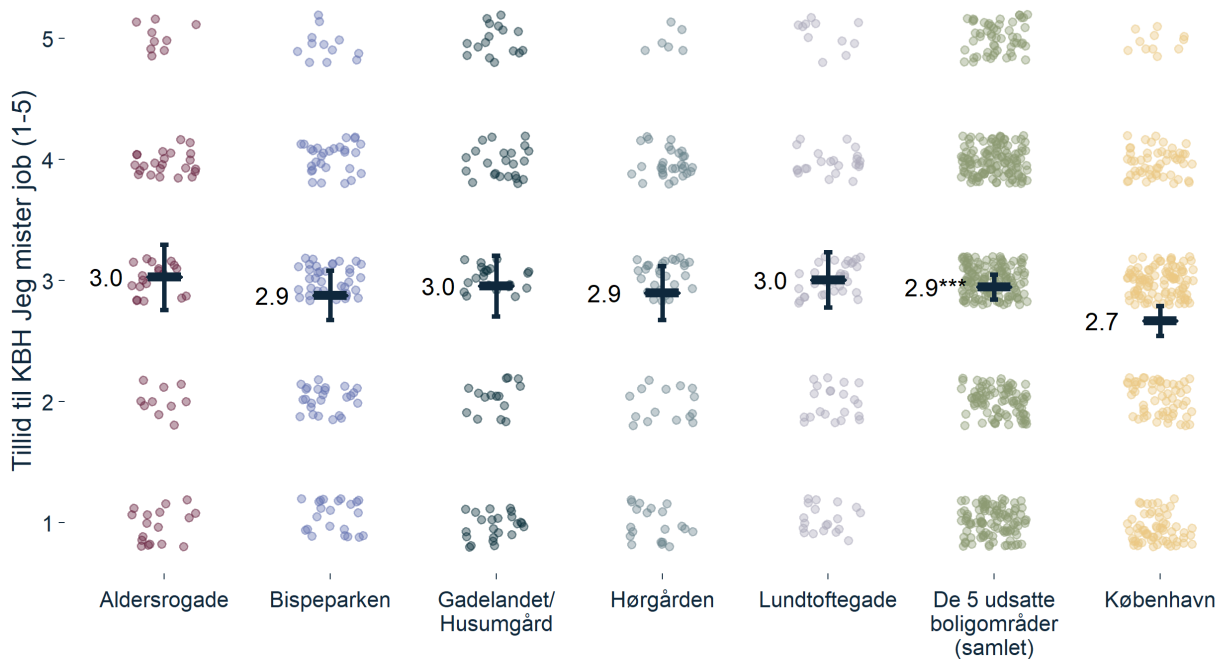 Tillid til KBH Jeg mister job (1-5)
5
4
3
2
1
3.0
2.9
3.0
2.9
3.0
2.9***
2.7
Aldersrogade
Bispeparken
Gadelandet/
Husumgård
Hørgården
Lundtoftegade
De 5 udsatte
boligområder
(samlet)
København